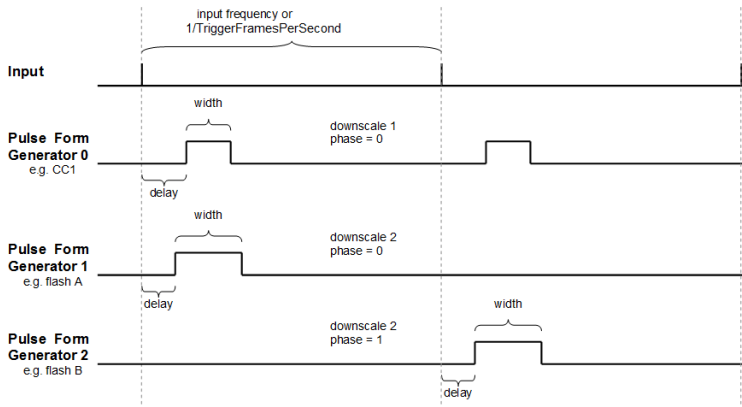 input frequency or
1/TriggerFramesPerSecond
Input
width
downscale 1
phase = 0
Pulse Form
Generator 0
e.g. CC1
delay
width
downscale 2
phase = 0
Pulse Form
Generator 1
e.g. flash A
delay
width
downscale 2
phase = 1
Pulse Form
Generator 2
e.g. flash B
delay